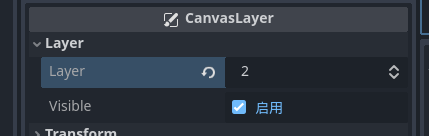 CanvasLayer
Layer
Layer 2
Visible 启用
Transform